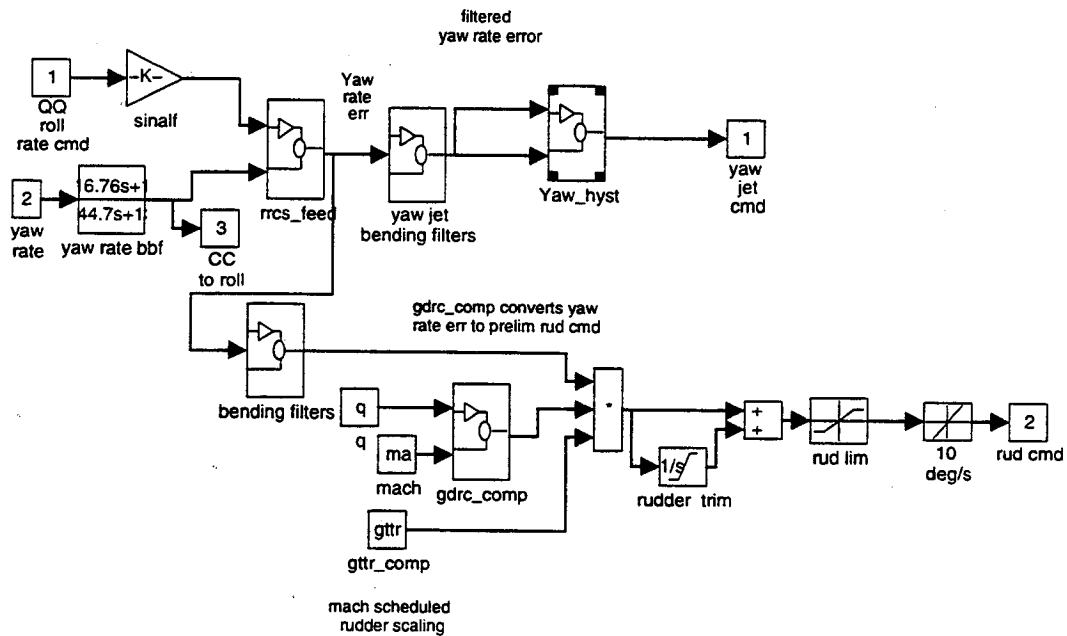 filtered
yaw rate error
1
QQ
roll
rate cmd
-K-
sinalf
Yaw
rate
err
rrcs_feed
yaw jet
bending filters
Yaw_hyst
1
yaw
jet
cmd
2
yaw
rate
6.76s+1
44.7s+1
yaw rate bbf
3
CC
to roll
gdrc_comp converts yaw
rate err to prelim rud cmd
bending filters
q
q
ma
mach
gdrc_comp
gttr
gttr_comp
*
+
+
1/s
rudder trim
rud lim
10
deg/s
2
rud cmd
mach scheduled
rudder scaling